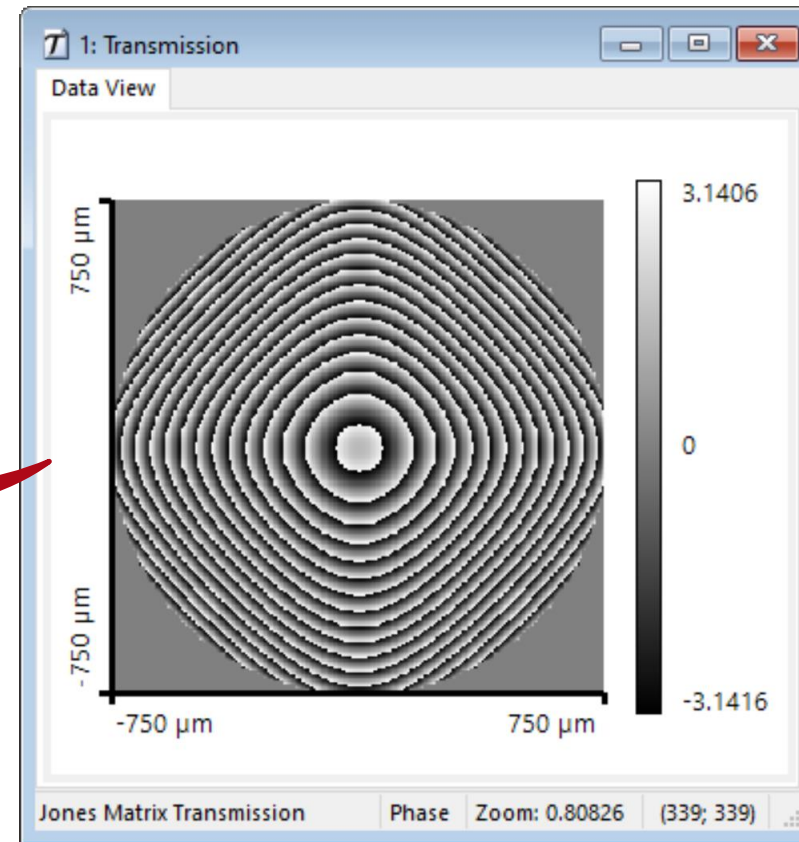 1: Transmission
Data View
3.1406
750 µm
0
-750 µm
-3.1416
-750 µm
750 µm
Jones Matrix Transmission
Phase
Zoom: 0.80826
(339; 339)